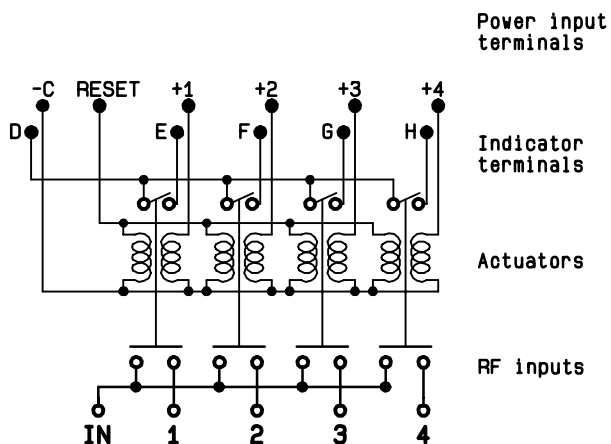 Power input
terminals
-C RESET +1 +2 +3 +4
D E F G H
Indicator
terminals
Actuators
RF inputs
IN 1 2 3 4